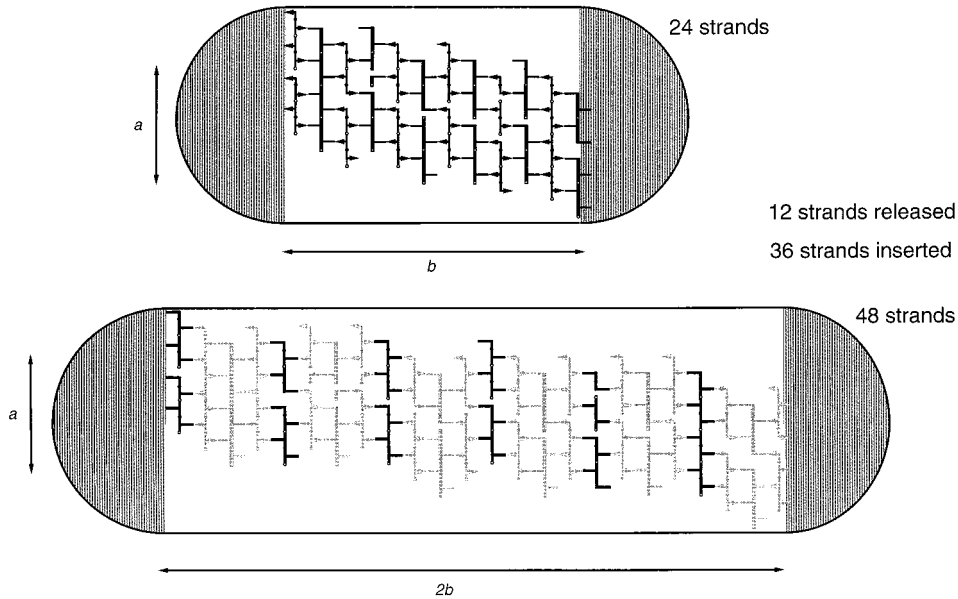 24 strands
a
b
12 strands released
36 strands inserted
48 strands
a
2b